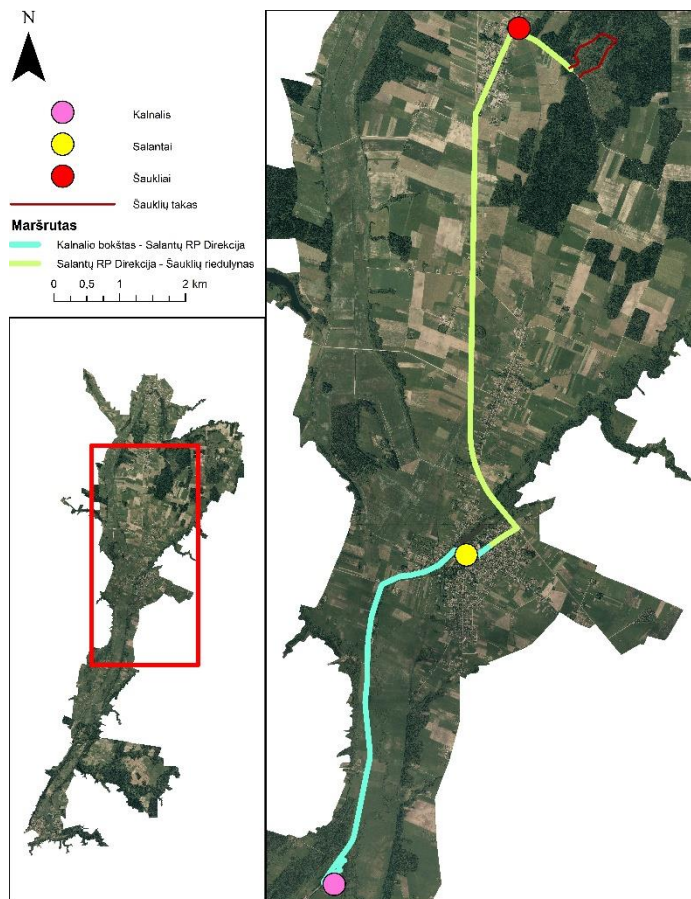 N
Kalnalis
Salantai
Šaukliai
Šauklių takas
Maršrutas
Kalnalio bokštas - Salantų RP Direkcija
Salantų RP Direkcija - Šauklių riedulynas
0 0,5 1 2 km